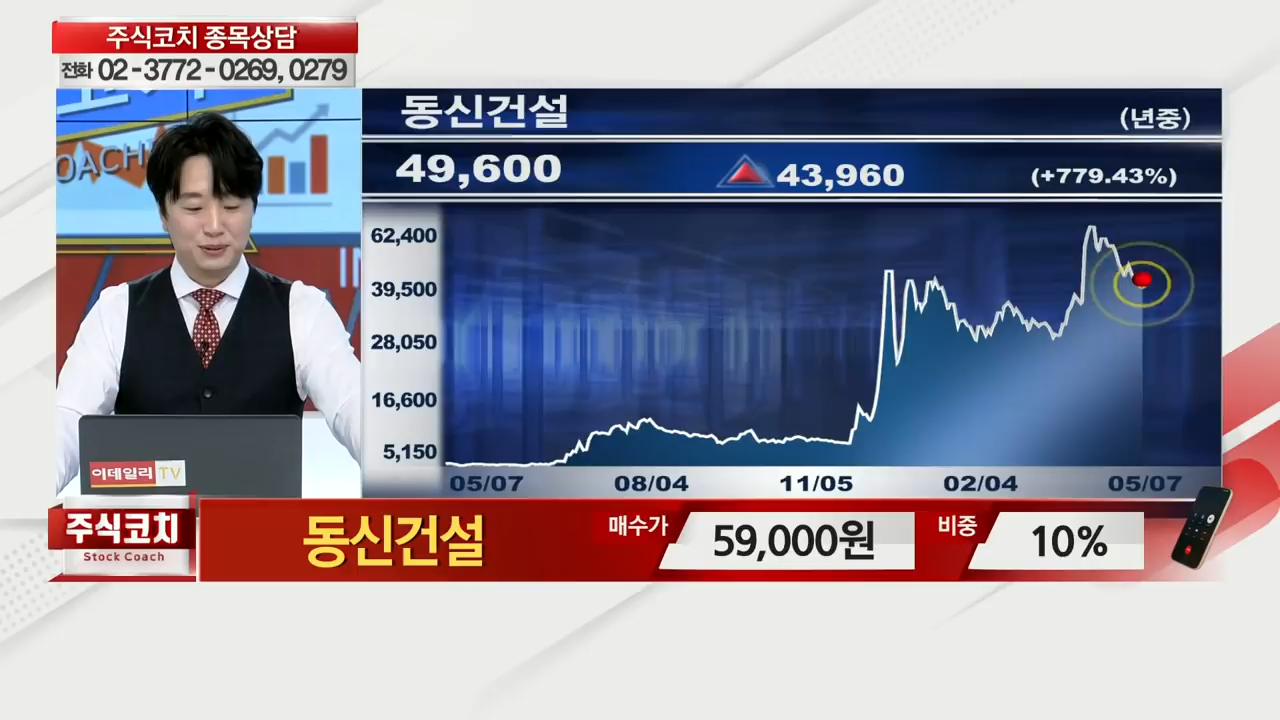 주식코치 종목상담
전화 02-3772-0269, 0279
OACH
동신건설
(년중)
49,600
43,960
(+779.43%)
62,400
39,500
28,050
16,600
5,150
05/07
08/04
11/05
02/04
05/07
이데일리TV
주식코치
Stock Coach
동신건설
매수가
59,000원
비중
10%